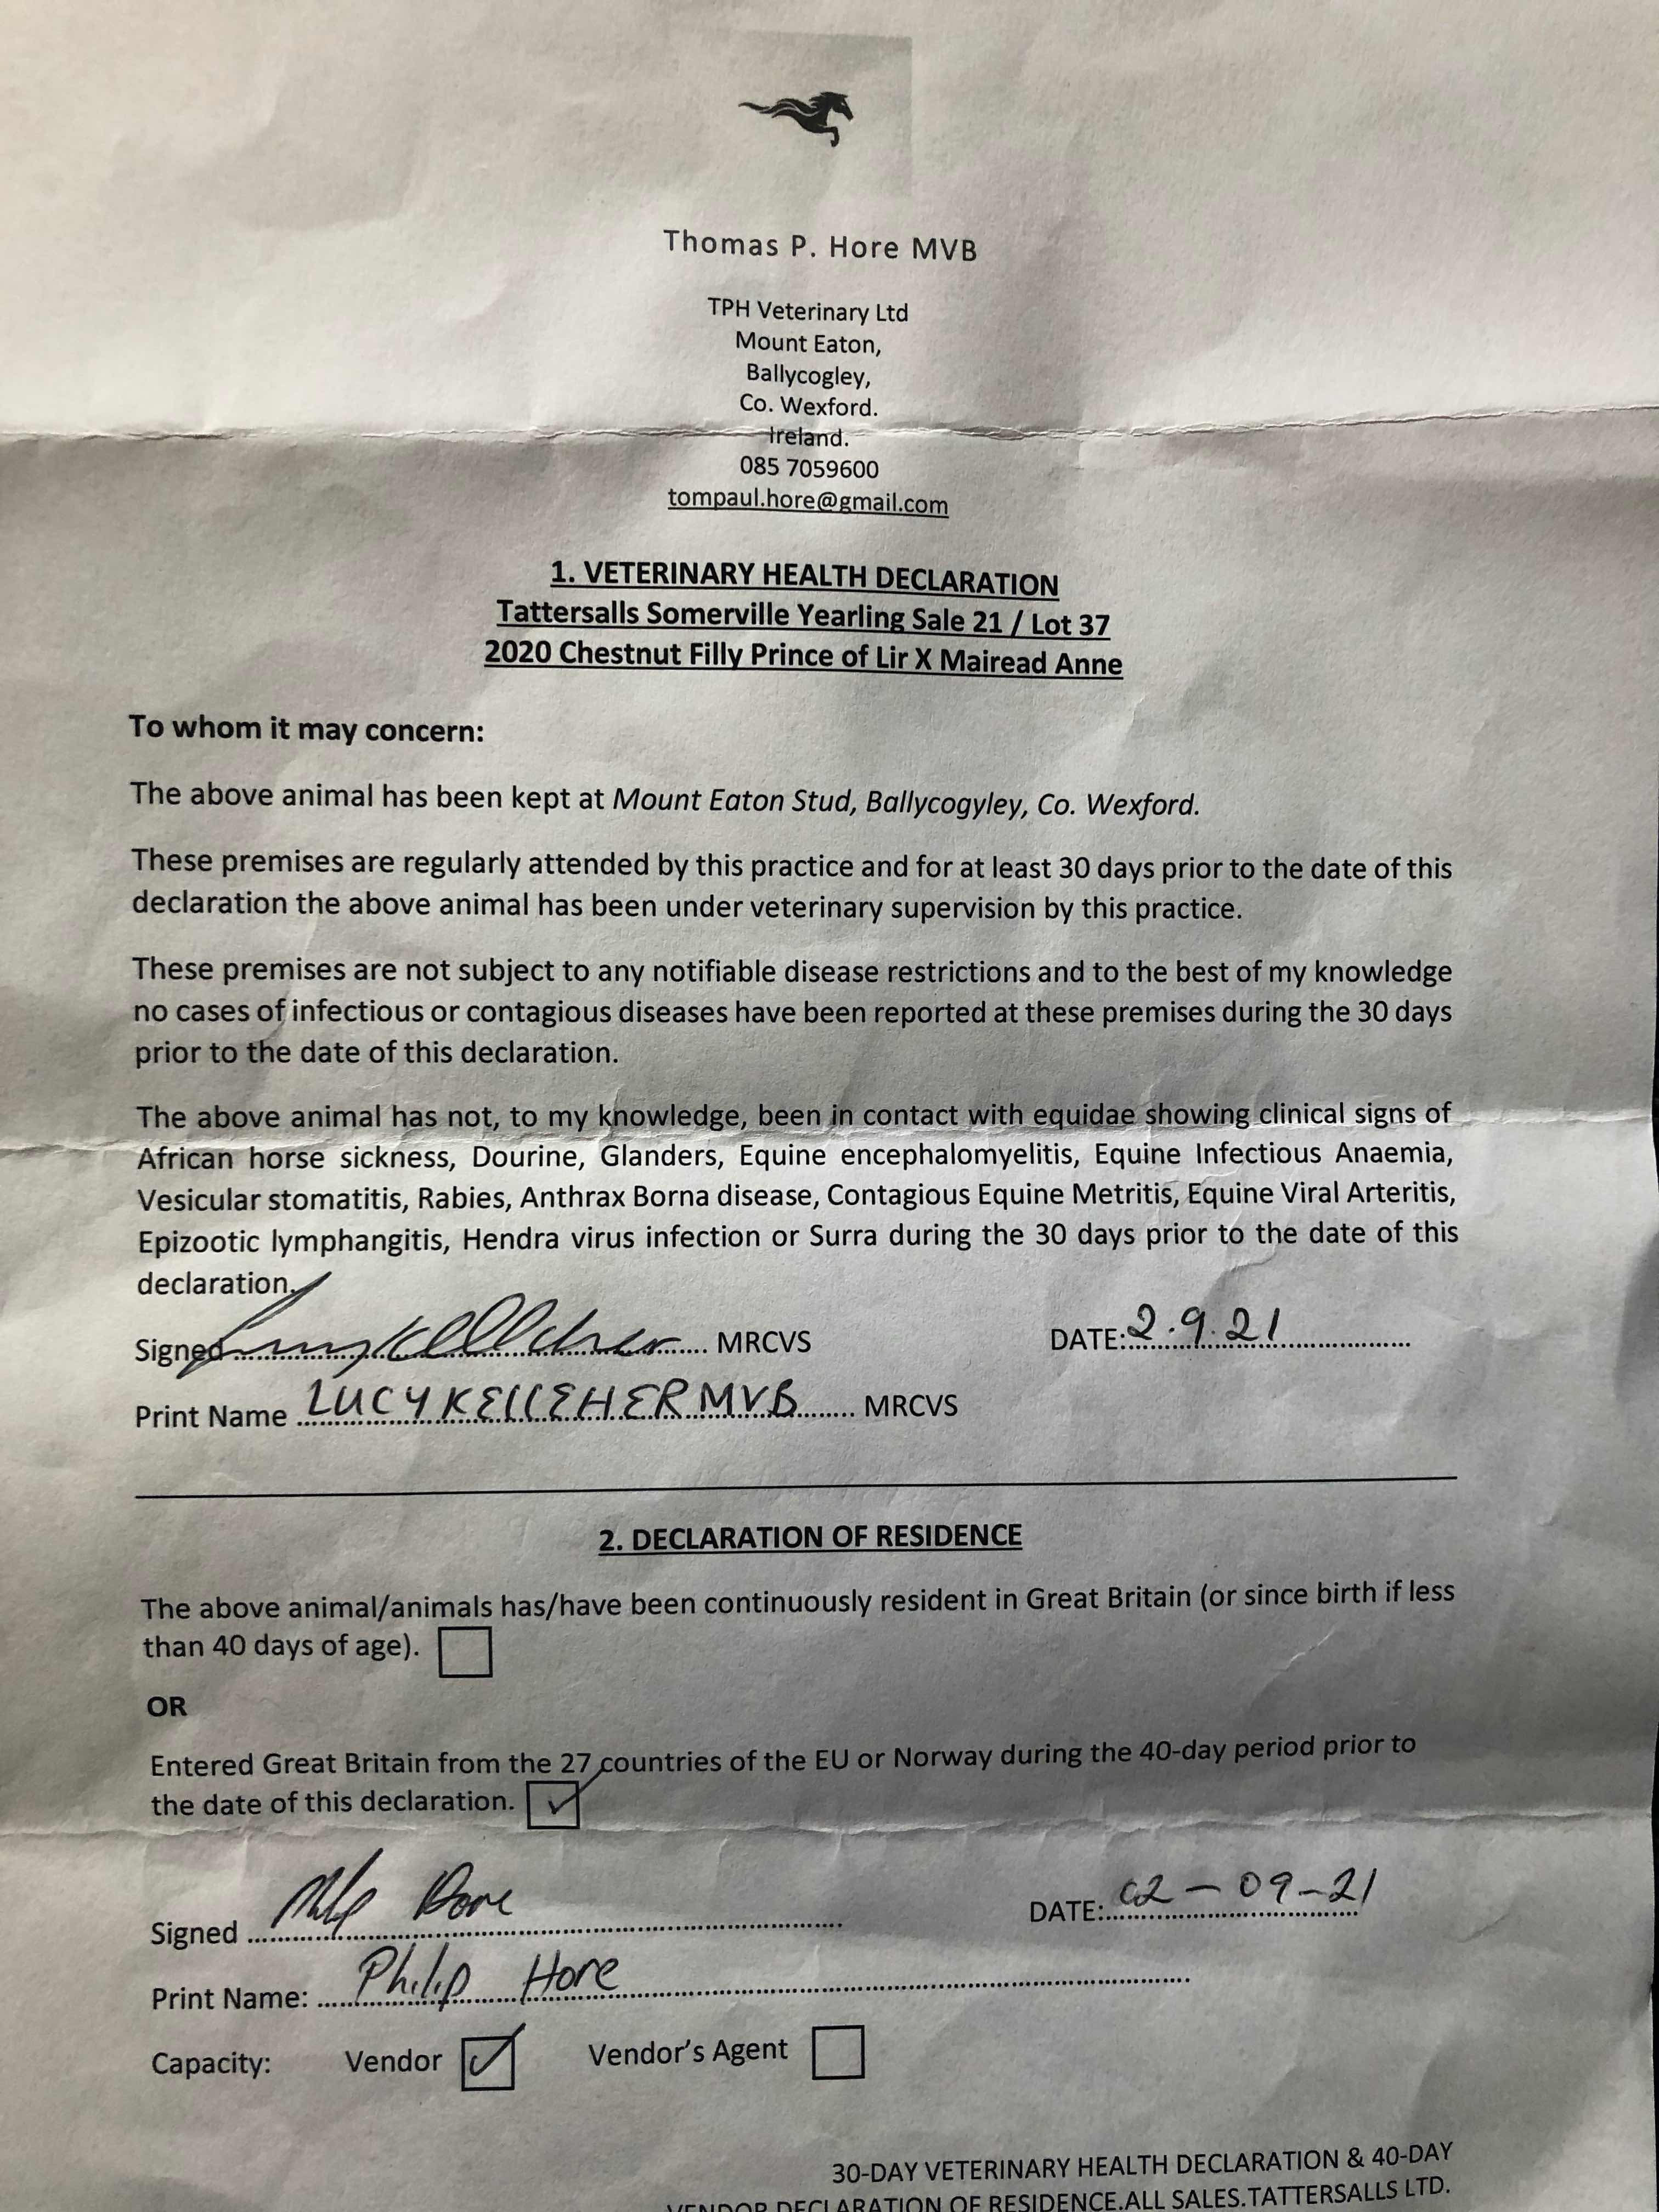 Thomas P. Hore MVB
TPH Veterinary Ltd
Mount Eaton,
Ballycogley,
Co. Wexford.
Ireland.
085 7059600
tompaul.hore@gmail.com
1. VETERINARY HEALTH DECLARATION
Tattersalls Somerville Yearling Sale 21 / Lot 37
2020 Chestnut Filly Prince of Lir X Mairead Anne
To whom it may concern:
The above animal has been kept at Mount Eaton Stud, Ballycogyley, Co. Wexford.
These premises are regularly attended by this practice and for at least 30 days prior to the date of this
declaration the above animal has been under veterinary supervision by this practice.
These premises are not subject to any notifiable disease restrictions and to the best of my knowledge
no cases of infectious or contagious diseases have been reported at these premises during the 30 days
prior to the date of this declaration.
The above animal has not, to my knowledge, been in contact with equidae showing clinical signs of
African horse sickness, Dourine, Glanders, Equine encephalomyelitis, Equine Infectious Anaemia,
Vesicular stomatitis, Rabies, Anthrax Borna disease, Contagious Equine Metritis, Equine Viral Arteritis,
Epizootic lymphangitis, Hendra virus infection or Surra during the 30 days prior to the date of this
declaration.
Signed Lucy Kelleher MRCVS DATE: 2.9.21
Print Name LUCY KELLEHER MVB MRCVS
2. DECLARATION OF RESIDENCE
The above animal/animals has/have been continuously resident in Great Britain (or since birth if less
than 40 days of age).
OR
Entered Great Britain from the 27 countries of the EU or Norway during the 40-day period prior to
the date of this declaration. ✓
Signed Philip Hore DATE: 02-09-21
Print Name: Philip Hore
Capacity: Vendor ✓ Vendor's Agent
30-DAY VETERINARY HEALTH DECLARATION & 40-DAY
VENDOR DECLARATION OF RESIDENCE.ALL SALES.TATTERSALLS LTD.